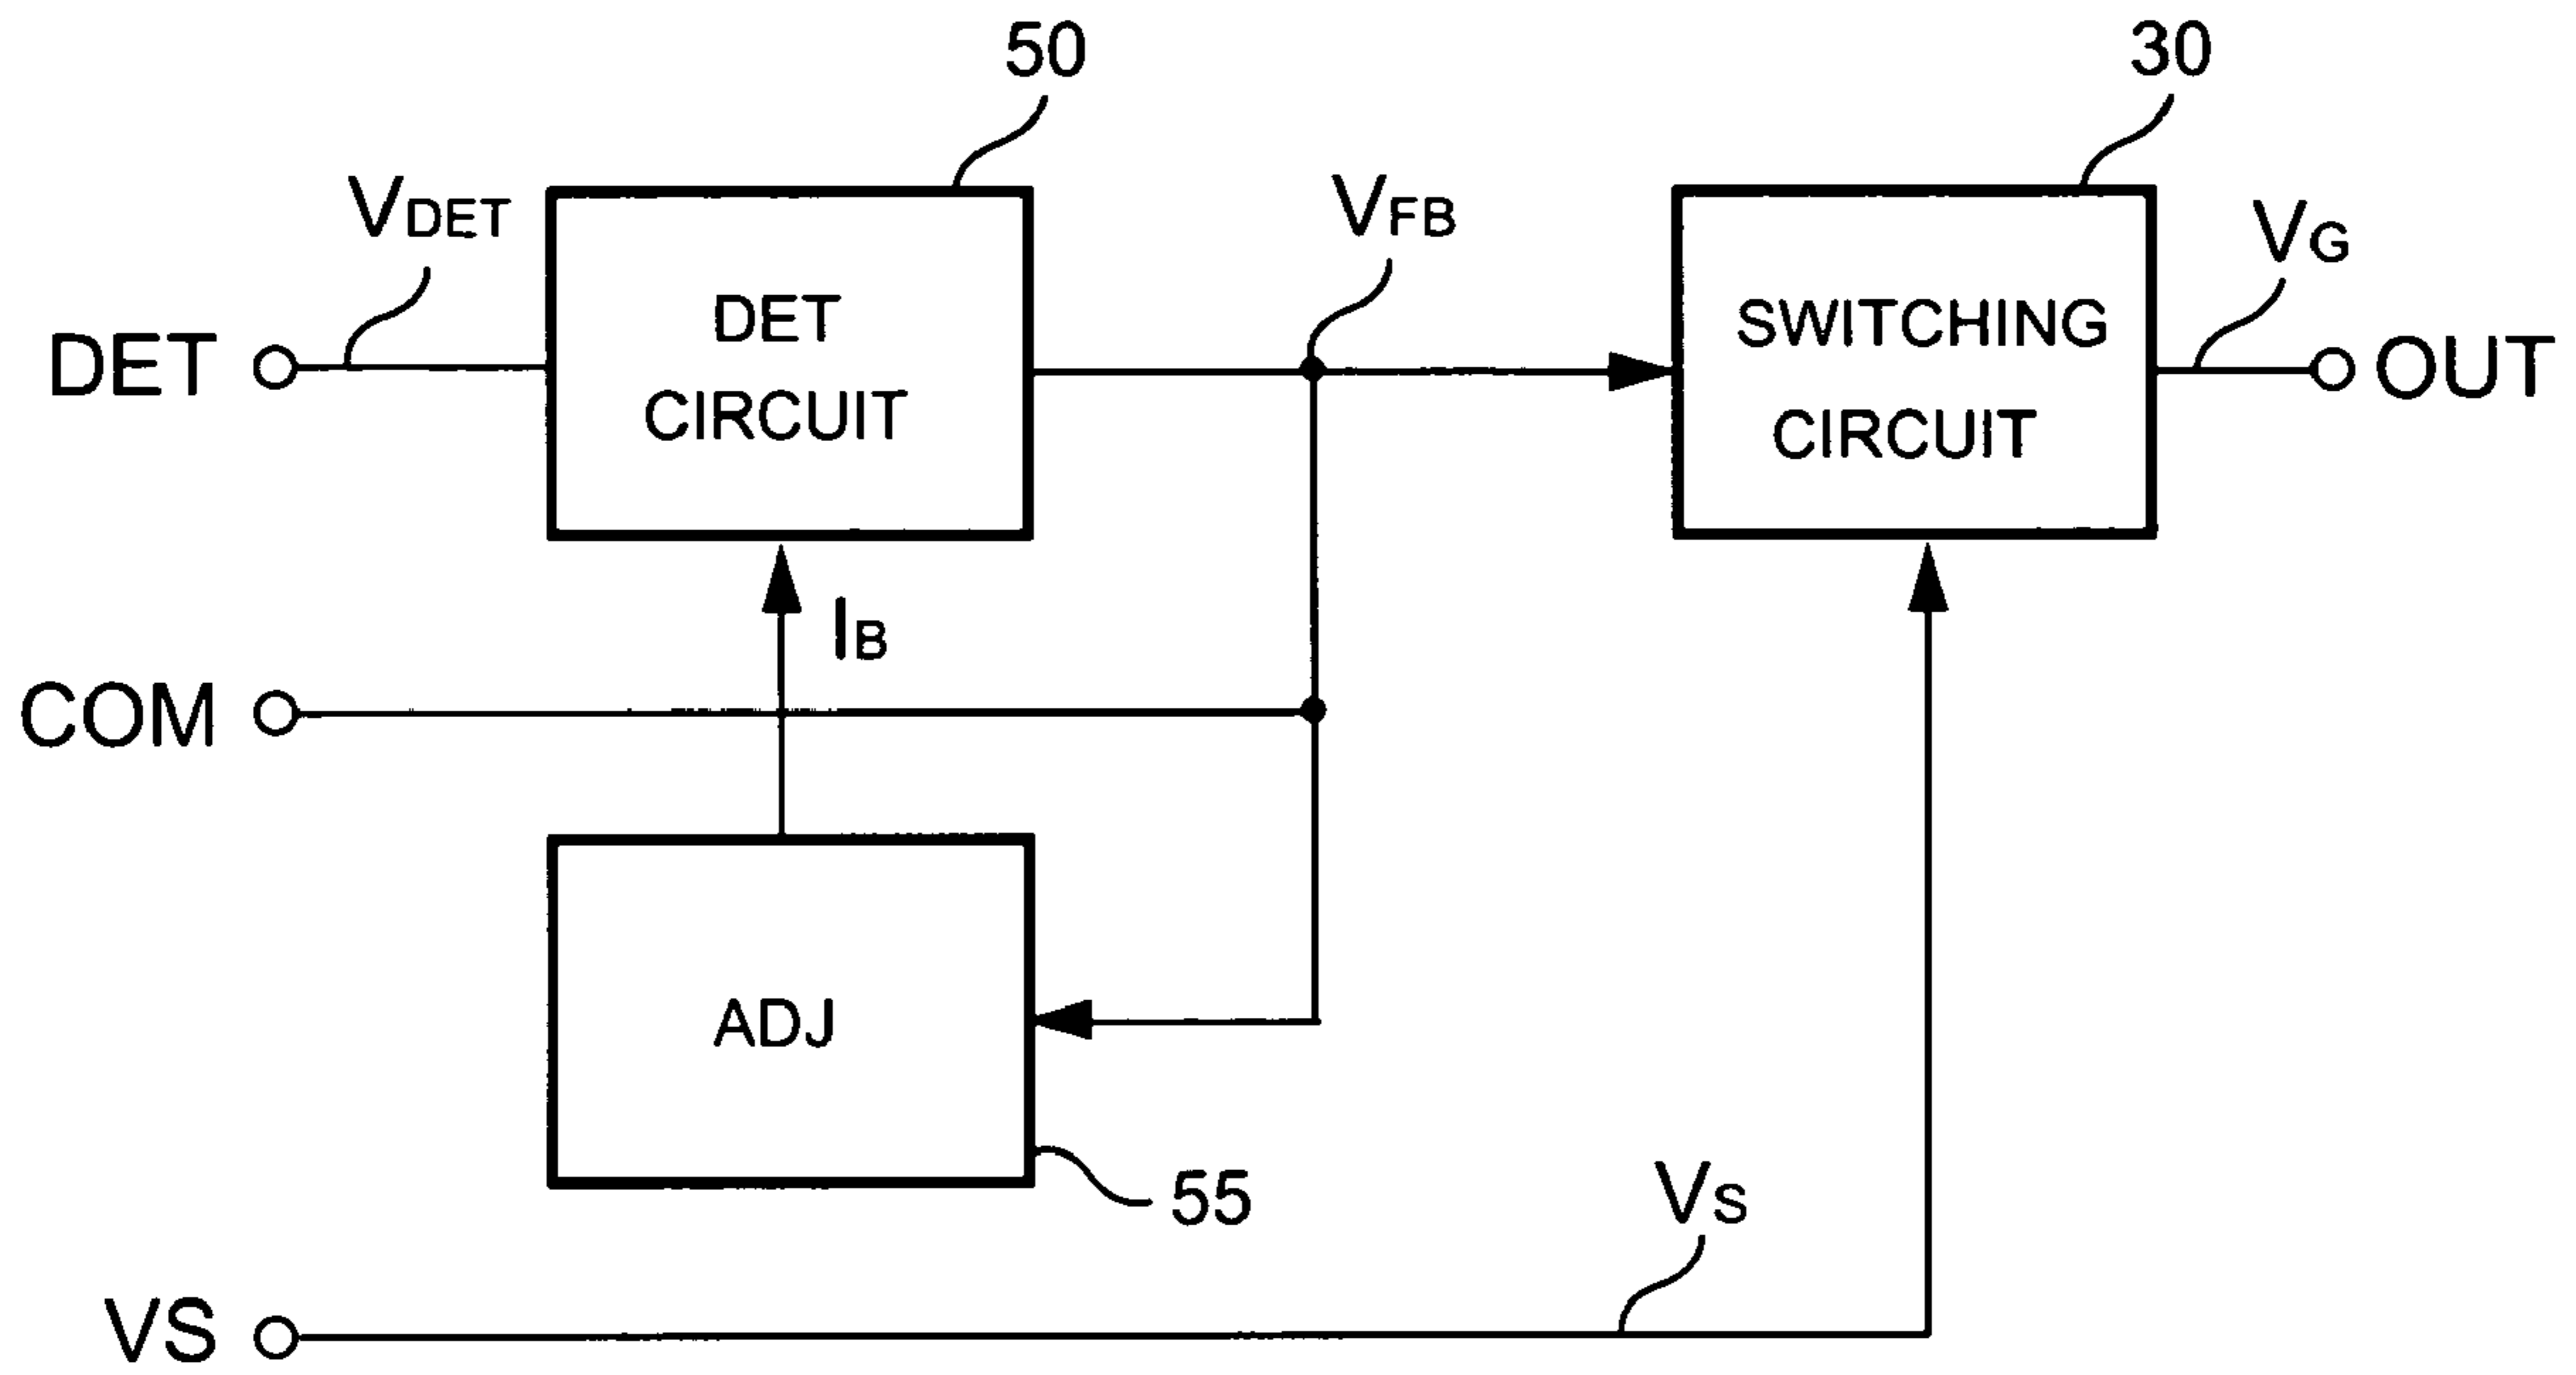 50
30
VDET
VFB
VG
DET
DET
CIRCUIT
SWITCHING
CIRCUIT
OUT
IB
COM
ADJ
55
VS
VS